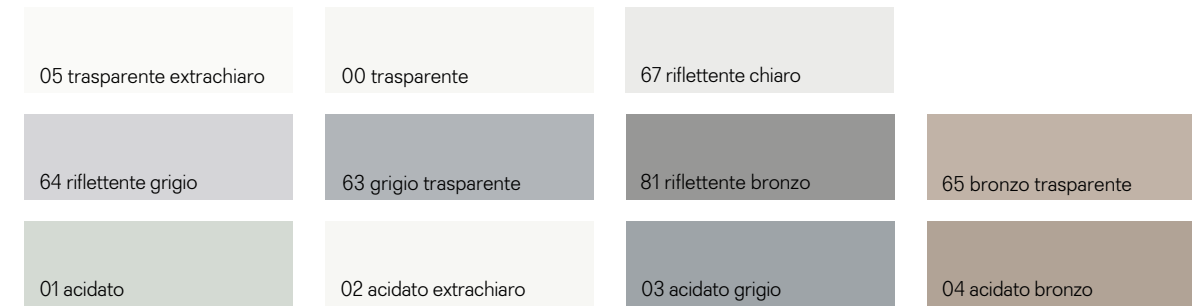 05 trasparente extrachiaro
00 trasparente
67 riflettente chiaro
64 riflettente grigio
63 grigio trasparente
81 riflettente bronzo
65 bronzo trasparente
01 acidato
02 acidato extrachiaro
03 acidato grigio
04 acidato bronzo